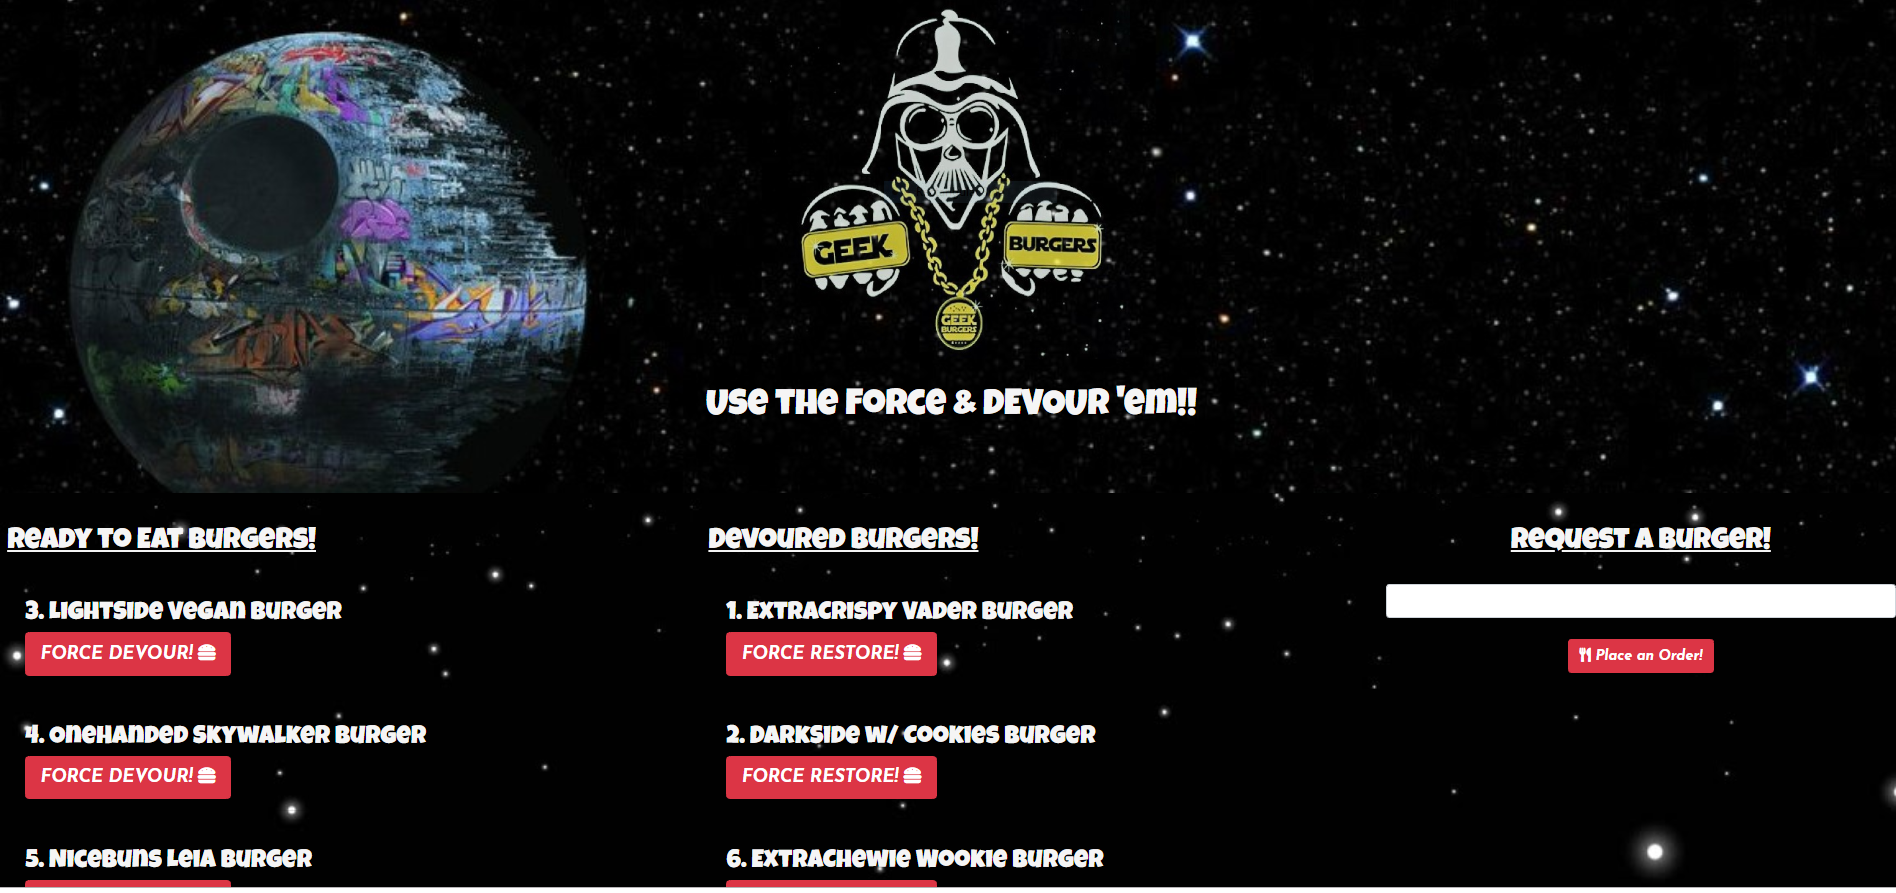 GEEK
BURGERS
GEEK
BURGERS
USE THE FORCE & DEVOUR 'EM!!
READY TO EAT BURGERS!
3. LIGHTSIDE VEGAN BURGER
FORCE DEVOUR!
4. ONEHANDED SKYWALKER BURGER
FORCE DEVOUR!
5. NICEBUNS LEIA BURGER
DEVOURED BURGERS!
1. EXTRACRISPY VADER BURGER
FORCE RESTORE!
2. DARKSIDE W/ COOKIES BURGER
FORCE RESTORE!
6. EXTRACHEWIE WOOKIE BURGER
REQUEST A BURGER!
Place an Order!